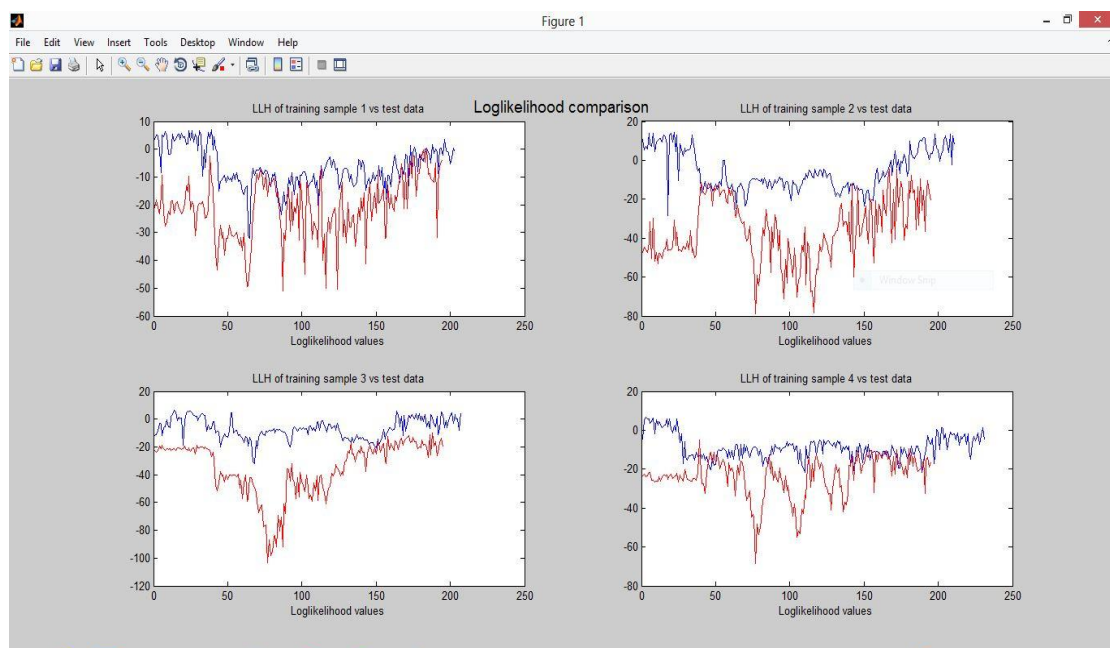 Figure 1
File Edit View Insert Tools Desktop Window Help
Loglikelihood comparison
LLH of training sample 1 vs test data
10
0
-10
-20
-30
-40
-50
-60
0 50 100 150 200 250
Loglikelihood values
LLH of training sample 2 vs test data
20
0
-20
-40
-60
-80
0 50 100 150 200 250
Loglikelihood values
Window Snip
LLH of training sample 3 vs test data
20
0
-20
-40
-60
-80
-100
-120
0 50 100 150 200 250
Loglikelihood values
LLH of training sample 4 vs test data
20
0
-20
-40
-60
-80
0 50 100 150 200 250
Loglikelihood values